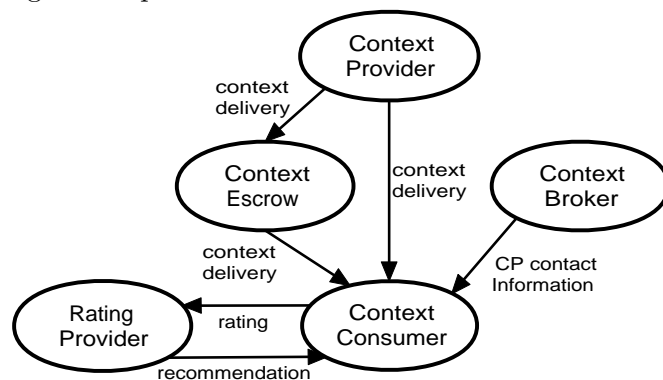 Context
Provider
context
delivery
Context
Escrow
context
delivery
Context
Broker
context
delivery
CP contact
Information
Rating
Provider
rating
Context
Consumer
recommendation